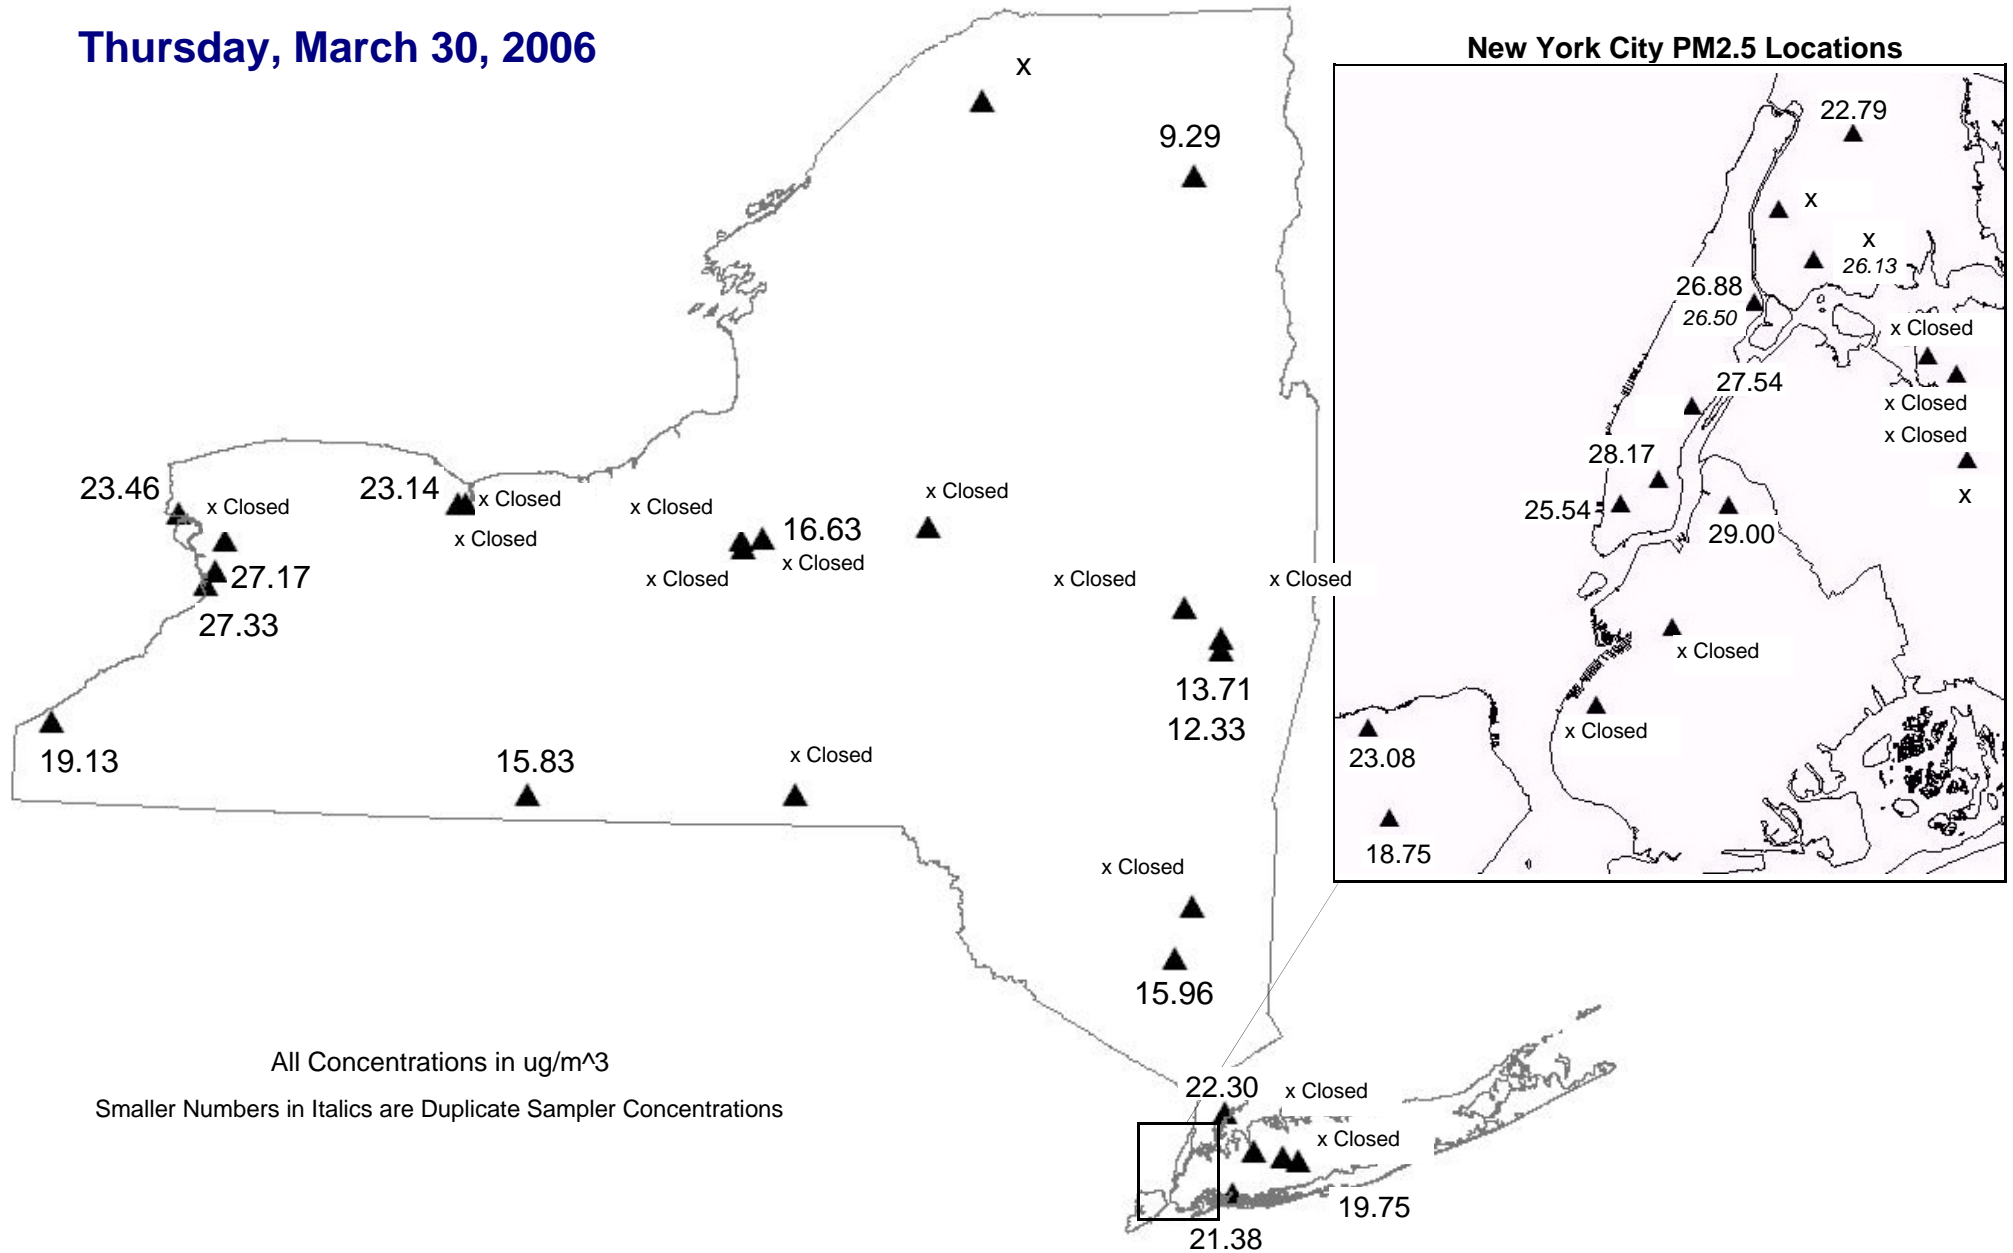 Thursday, March 30, 2006
x
9.29
23.46
x Closed
23.14
x Closed
x Closed
x Closed
16.63
x Closed
x Closed
x Closed
27.17
27.33
x Closed
x Closed
13.71
12.33
19.13
15.83
x Closed
x Closed
15.96
All Concentrations in ug/m^3
Smaller Numbers in Italics are Duplicate Sampler Concentrations
22.30
x Closed
x Closed
19.75
21.38
New York City PM2.5 Locations
22.79
x
x
26.13
26.88
26.50
x Closed
27.54
x Closed
x Closed
28.17
x
25.54
29.00
x Closed
x Closed
23.08
18.75